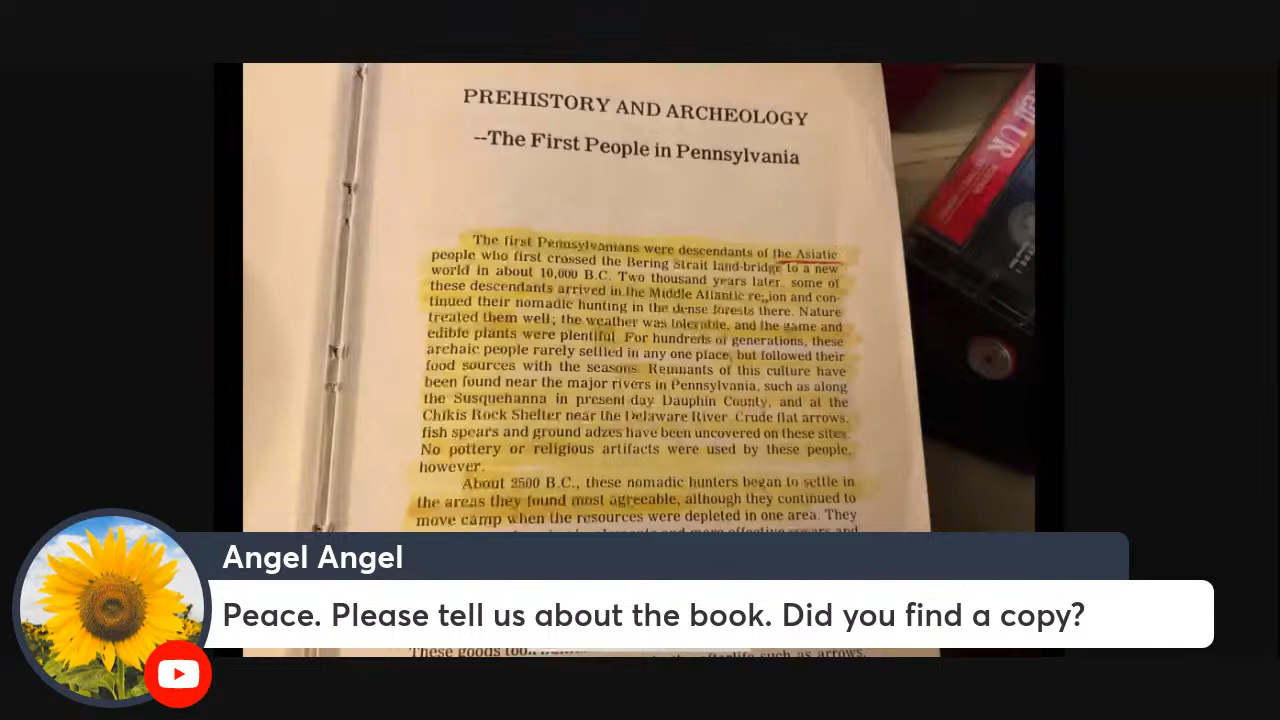 PREHISTORY AND ARCHEOLOGY
--The First People in Pennsylvania
The first Pennsylvanians were descendants of the Asiatic
people who first crossed the Bering Strait land-bridge to a new
world in about 10,000 B.C. Two thousand years later, some of
these descendants arrived in the Middle Atlantic region and con-
tinued their nomadic hunting in the dense forests there. Nature
treated them well; the weather was tolerable, and the game and
edible plants were plentiful. For hundreds of generations, these
archaic people rarely settled in any one place, but followed their
food sources with the seasons. Remnants of this culture have
been found near the major rivers in Pennsylvania, such as along
the Susquehanna in present-day Dauphin County, and at the
Chikis Rock Shelter near the Delaware River. Crude flat arrows,
fish spears and ground adzes have been uncovered on these sites.
No pottery or religious artifacts were used by these people,
however.
About 2500 B.C., these nomadic hunters began to settle in
the areas they found most agreeable, although they continued to
move camp when the resources were depleted in one area. They
more effective spears and
UR
Angel Angel
Peace. Please tell us about the book. Did you find a copy?
These goods took
afterlife such as arrows,